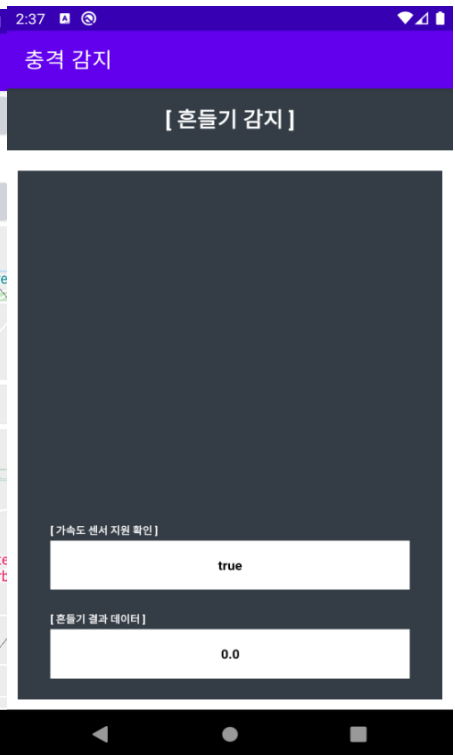 2:37
충격 감지
[ 흔들기 감지 ]
[ 가속도 센서 지원 확인 ]
true
[ 흔들기 결과 데이터 ]
0.0